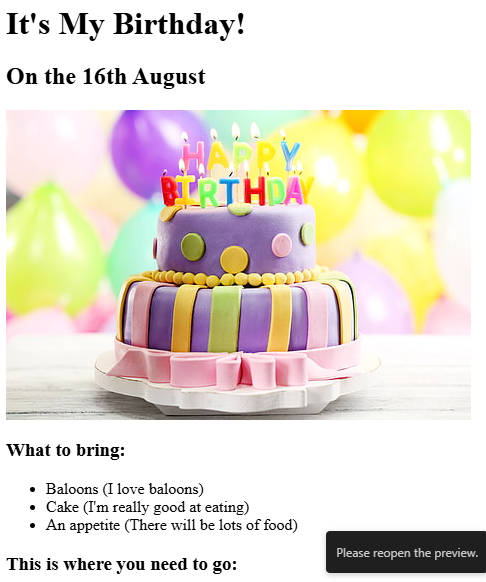 It's My Birthday!
On the 16th August
HAPPY
BIRTHDAY
What to bring:
Baloons (I love baloons)
Cake (I'm really good at eating)
An appetite (There will be lots of food)
This is where you need to go:
Please reopen the preview.